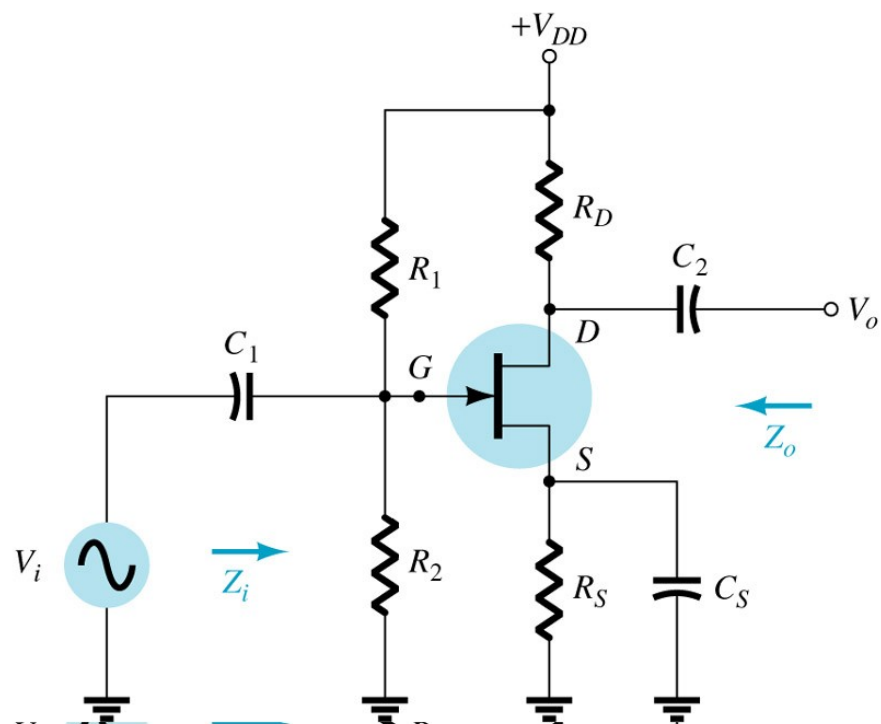 +V_DD
R_D
C_2
R_1
V_o
D
C_1
G
Z_o
S
V_i
Z_i
R_2
R_S
C_S